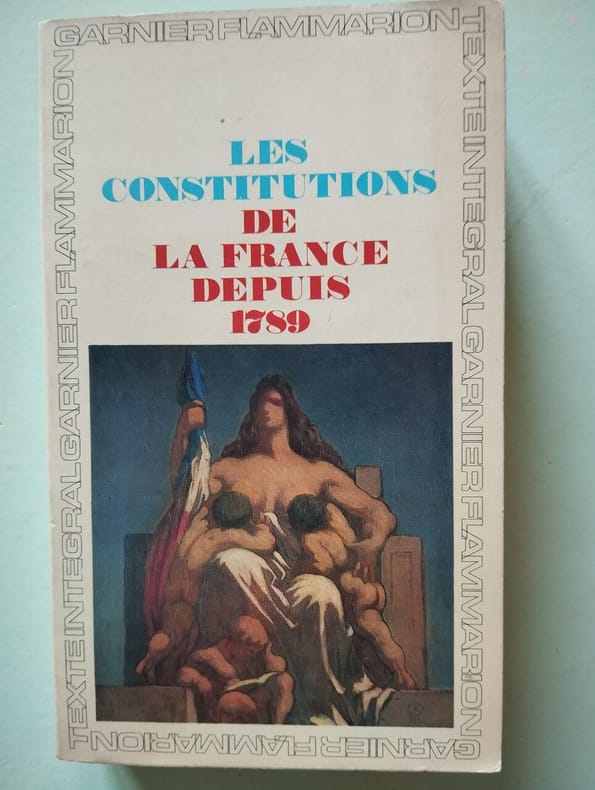 GARNIER FLAMMARION
TEXTE INTEGRAL GARNIER FLAMMARION
LES
CONSTITUTIONS
DE
LA FRANCE
DEPUIS
1789
TEXTE INTEGRAL GARNIER FLAMMARION
GARNIER FLAMMARION